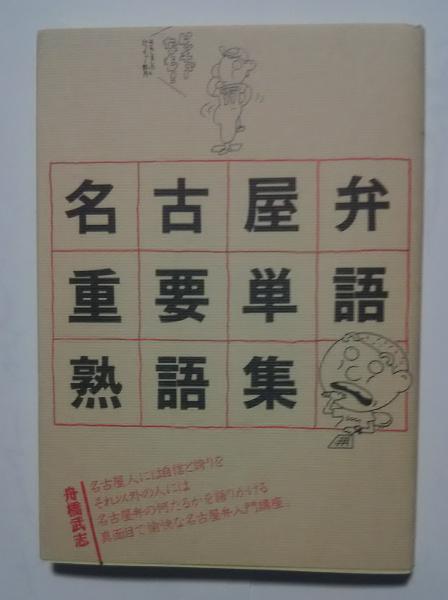 名古屋弁
重要単語
熟語集
名古屋人には自信と誇りを
それ以外の人には
名古屋弁の何たるかを語りかける
真面目で愉快な名古屋弁入門講座。
舟橋武志